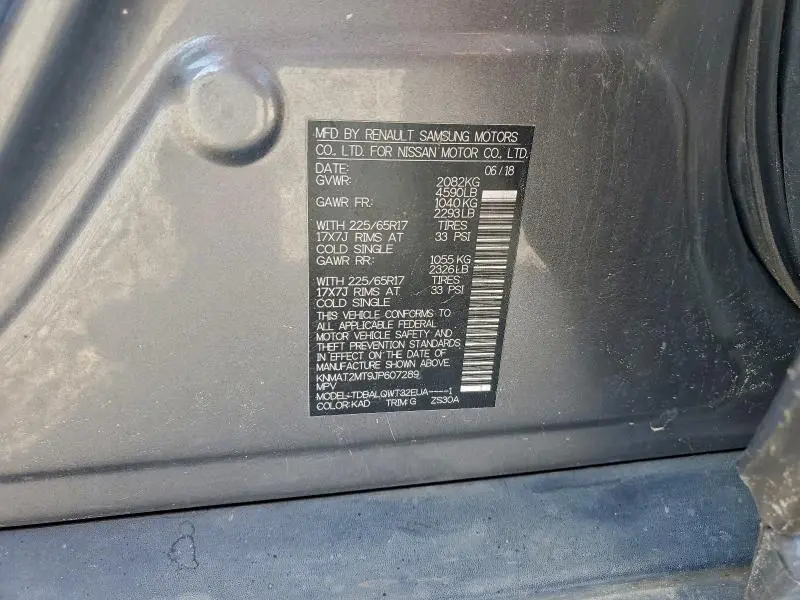 MFD BY RENAULT SAMSUNG MOTORS
CO., LTD. FOR NISSAN MOTOR CO., LTD.
DATE: 06/18
GVWR: 2082KG
4590LB
GAWR FR: 1040KG
2293LB
WITH 225/65R17 TIRES
17X7J RIMS AT 33 PSI
COLD SINGLE
GAWR RR: 1055KG
2326LB
WITH 225/65R17 TIRES
17X7J RIMS AT 33 PSI
COLD SINGLE
THIS VEHICLE CONFORMS TO
ALL APPLICABLE FEDERAL
MOTOR VEHICLE SAFETY AND
THEFT PREVENTION STANDARDS
IN EFFECT ON THE DATE OF
MANUFACTURE SHOWN ABOVE.
KNMAT2MT9JP607289
MPV
MODEL:TDBALQWT32EUA----1
COLOR:KAD TRIM:G ZS30A